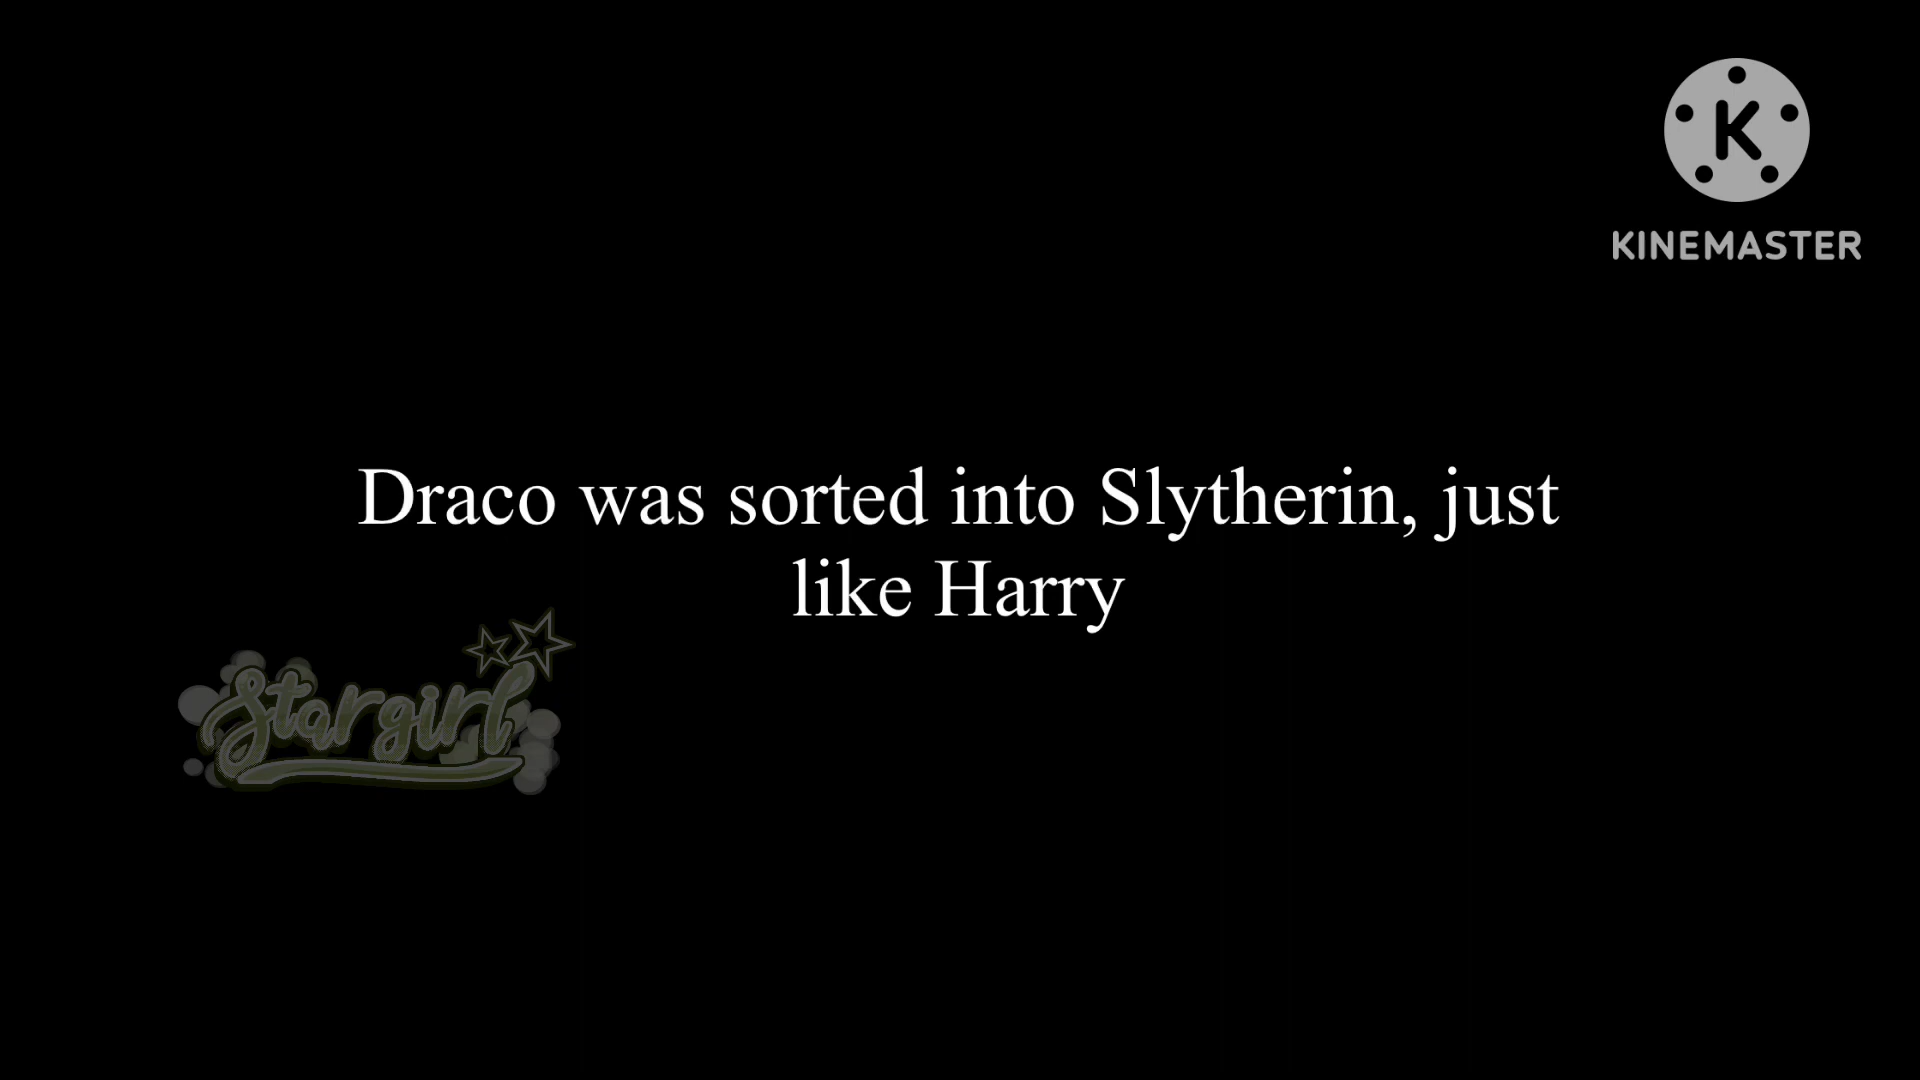 K
KINEMASTER
Draco was sorted into Slytherin, just
like Harry
Stargirl